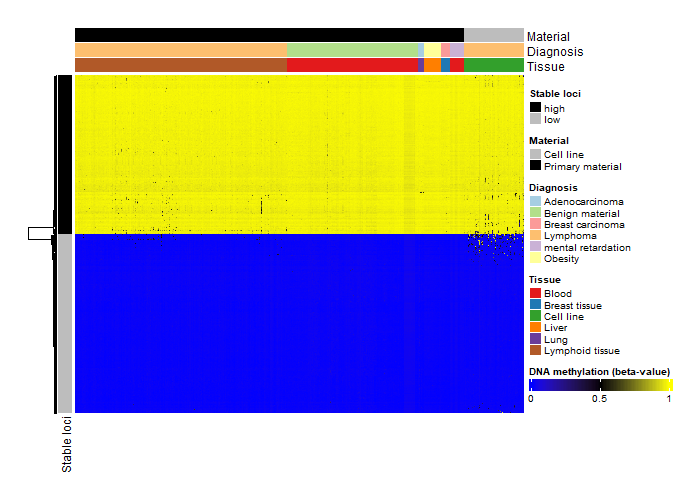 Material
Diagnosis
Tissue
Stable loci
high
low
Material
Cell line
Primary material
Diagnosis
Adenocarcinoma
Benign material
Breast carcinoma
Lymphoma
mental retardation
Obesity
Tissue
Blood
Breast tissue
Cell line
Liver
Lung
Lymphoid tissue
DNA methylation (beta-value)
0 0.5 1
Stable loci